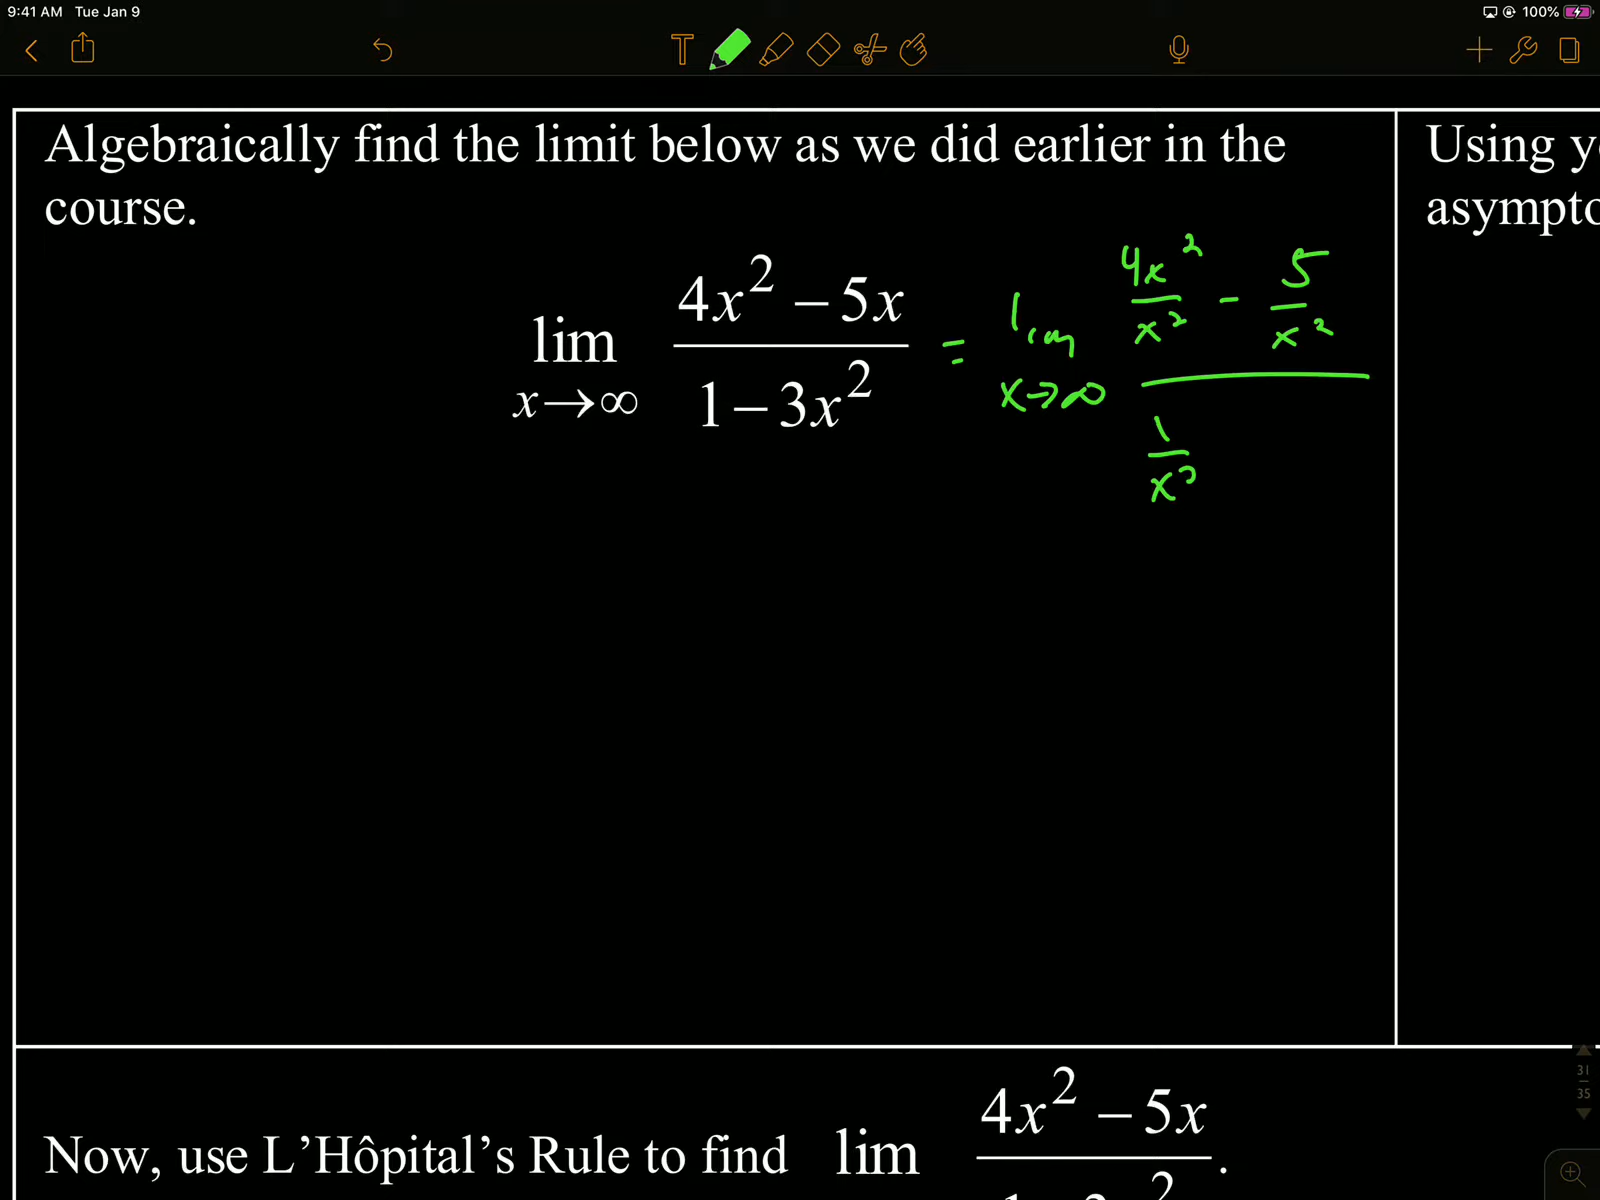 9:41 AM Tue Jan 9
100%
Algebraically find the limit below as we did earlier in the
course.
lim x→∞ (4x² − 5x)/(1 − 3x²) = lim x→∞ (4x²/x² − 5/x²)/(1/x²
Using y
asympto
31
35
Now, use L’Hôpital’s Rule to find lim (4x² − 5x)/(1 3x²).